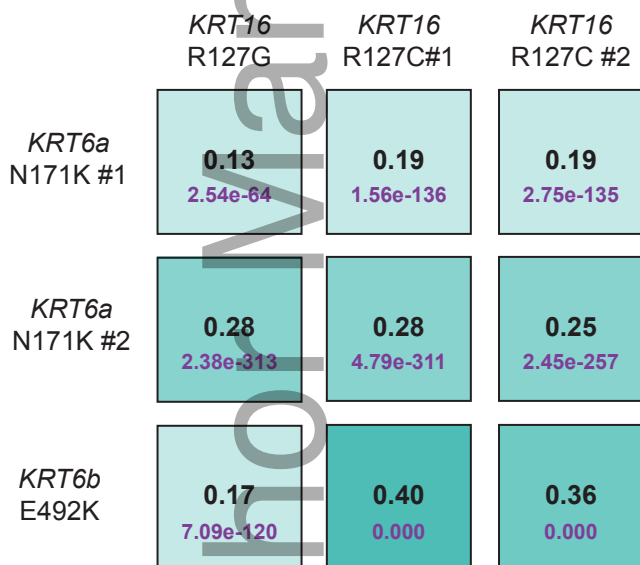 KRT16 KRT16 KRT16
R127G R127C#1 R127C #2
KRT6a
N171K #1
0.13 0.19 0.19
2.54e-64 1.56e-136 2.75e-135
KRT6a
N171K #2
0.28 0.28 0.25
2.38e-313 4.79e-311 2.45e-257
KRT6b
E492K
0.17 0.40 0.36
7.09e-120 0.000 0.000
nor Mar